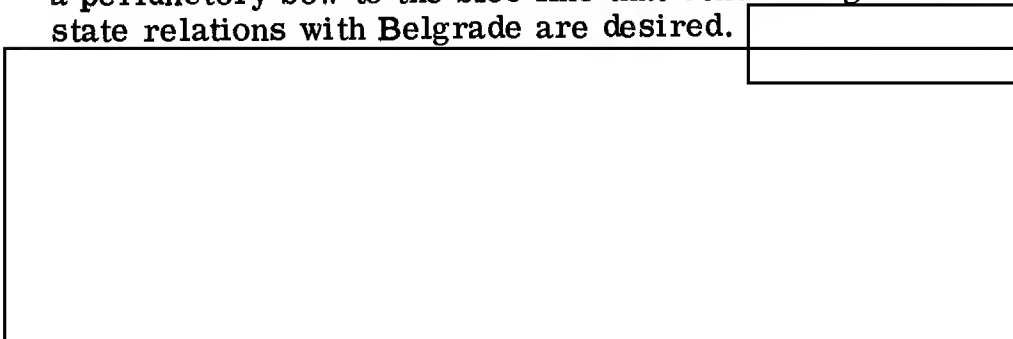 a perfunctory bow to the bloc line that
state relations with Belgrade are desired.